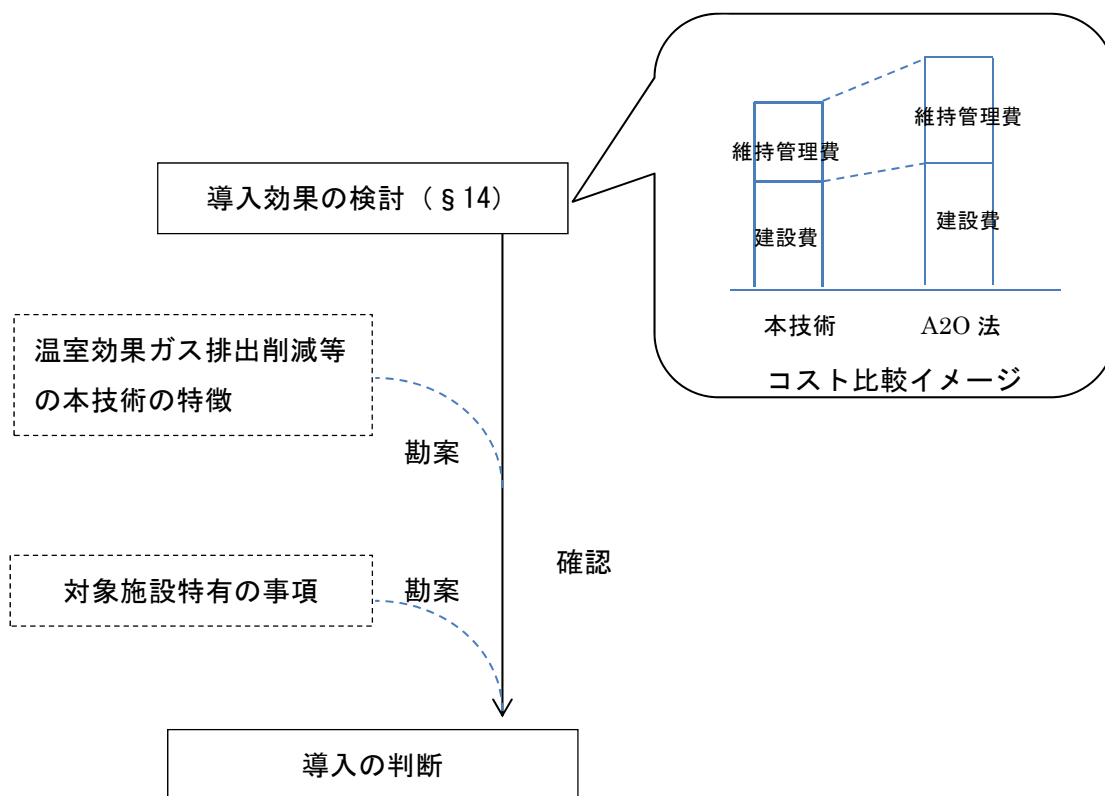 維持管理費
維持管理費
建設費
建設費
本技術
A2O 法
コスト比較イメージ
導入効果の検討（§14）
温室効果ガス排出削減等
の本技術の特徴
勘案
確認
対象施設特有の事項
勘案
導入の判断